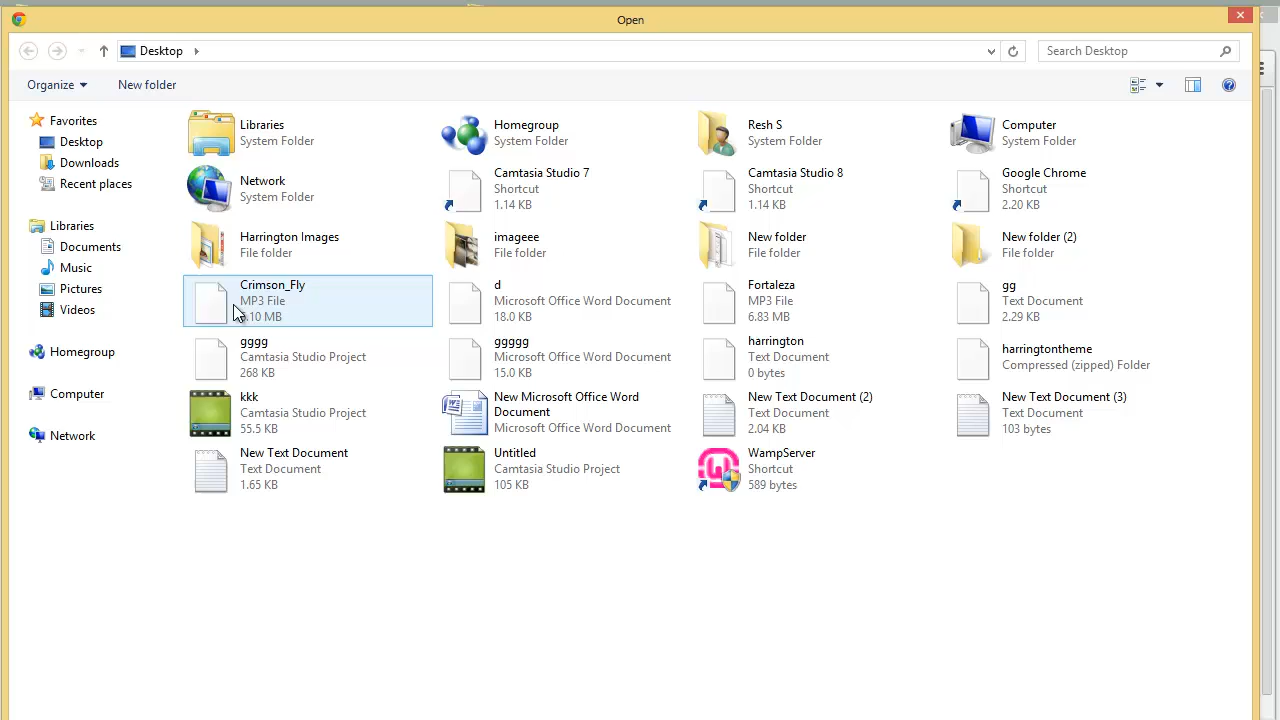 Open
Desktop
Search Desktop
Organize
New folder
Favorites
Desktop
Downloads
Recent places
Libraries
Documents
Music
Pictures
Videos
Homegroup
Computer
Network
Libraries
System Folder
Homegroup
System Folder
Resh S
System Folder
Computer
System Folder
Network
System Folder
Camtasia Studio 7
Shortcut
1.14 KB
Camtasia Studio 8
Shortcut
1.14 KB
Google Chrome
Shortcut
2.20 KB
Harrington Images
File folder
imageee
File folder
New folder
File folder
New folder (2)
File folder
Crimson_Fly
MP3 File
.10 MB
d
Microsoft Office Word Document
18.0 KB
Fortaleza
MP3 File
6.83 MB
gg
Text Document
2.29 KB
gggg
Camtasia Studio Project
268 KB
ggggg
Microsoft Office Word Document
15.0 KB
harrington
Text Document
0 bytes
harringtontheme
Compressed (zipped) Folder
kkk
Camtasia Studio Project
55.5 KB
New Microsoft Office Word
Document
Microsoft Office Word Document
New Text Document (2)
Text Document
2.04 KB
New Text Document (3)
Text Document
103 bytes
New Text Document
Text Document
1.65 KB
Untitled
Camtasia Studio Project
105 KB
WampServer
Shortcut
589 bytes